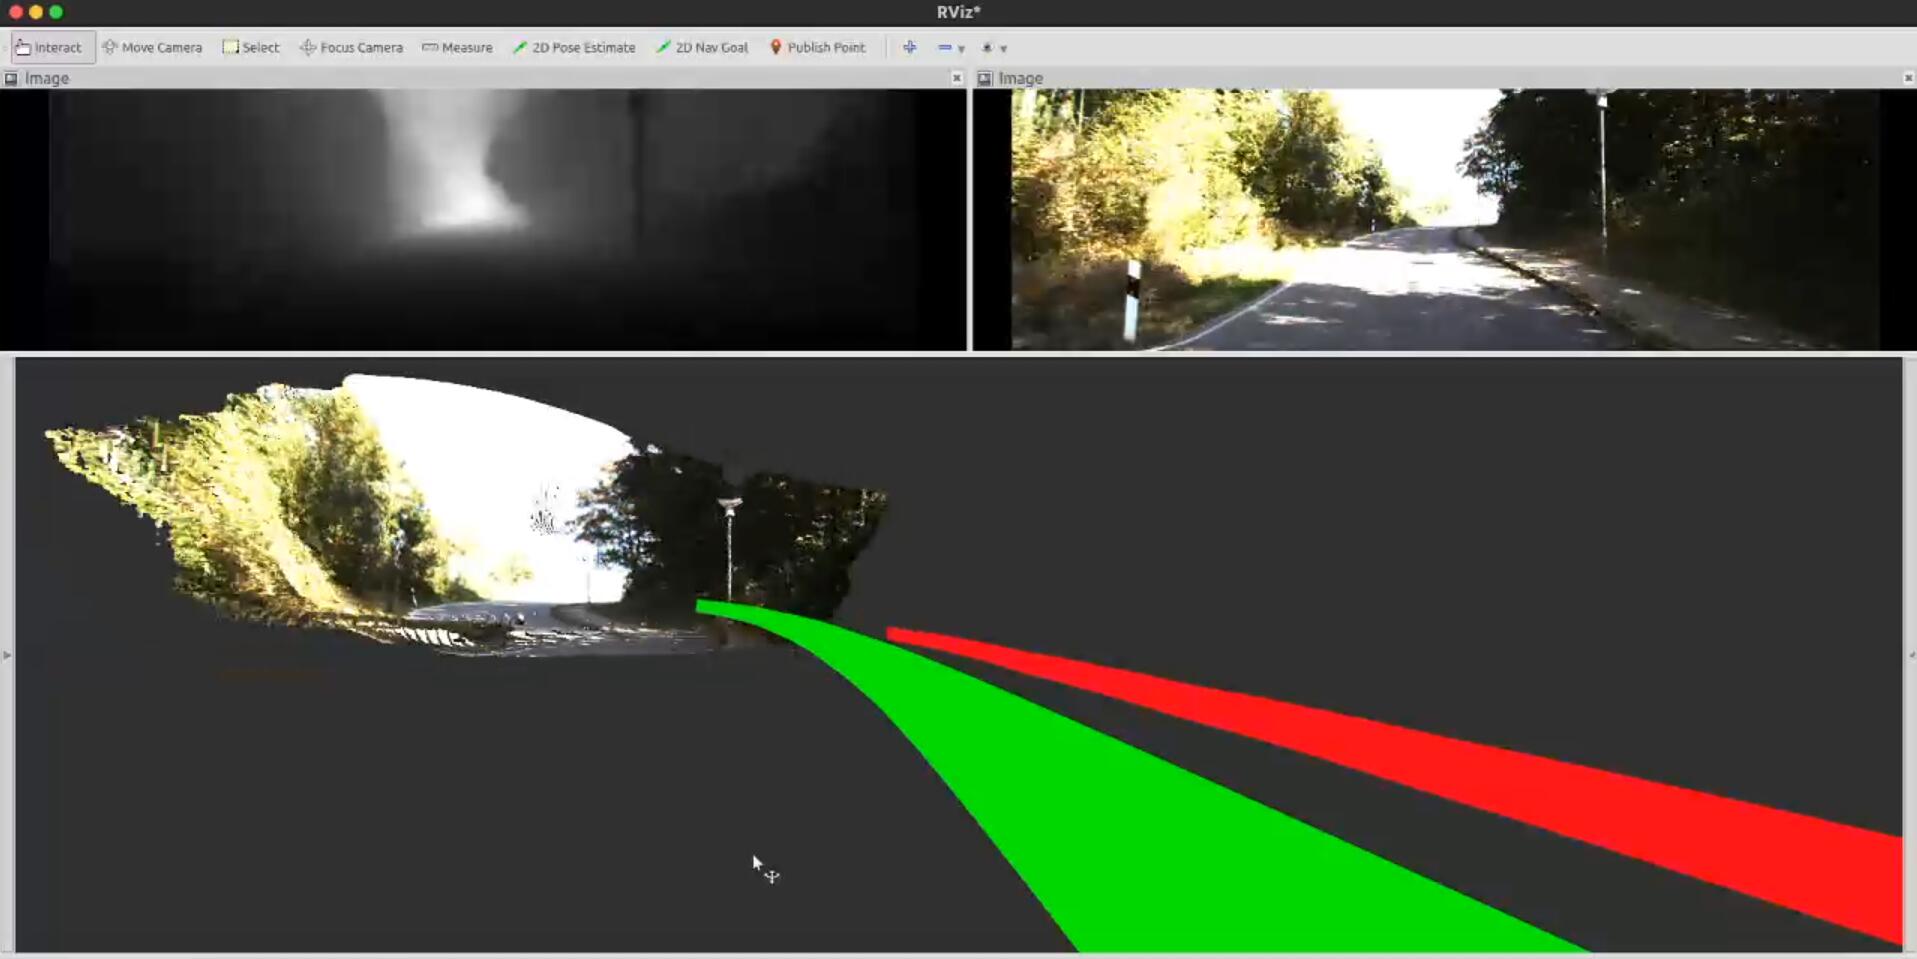 RViz*
Interact Move Camera Select Focus Camera Measure 2D Pose Estimate 2D Nav Goal Publish Point
Image Image